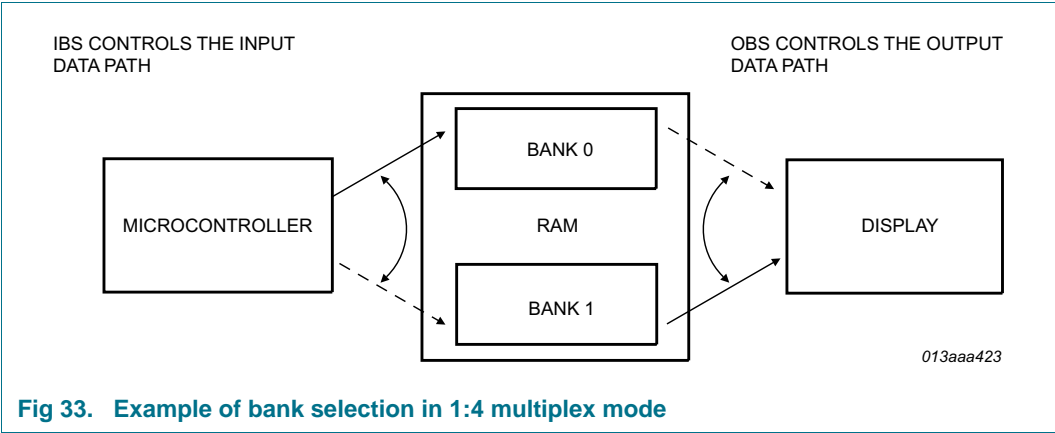 IBS CONTROLS THE INPUT
DATA PATH
OBS CONTROLS THE OUTPUT
DATA PATH
BANK 0
MICROCONTROLLER
RAM
DISPLAY
BANK 1
013aaa423
Fig 33. Example of bank selection in 1:4 multiplex mode